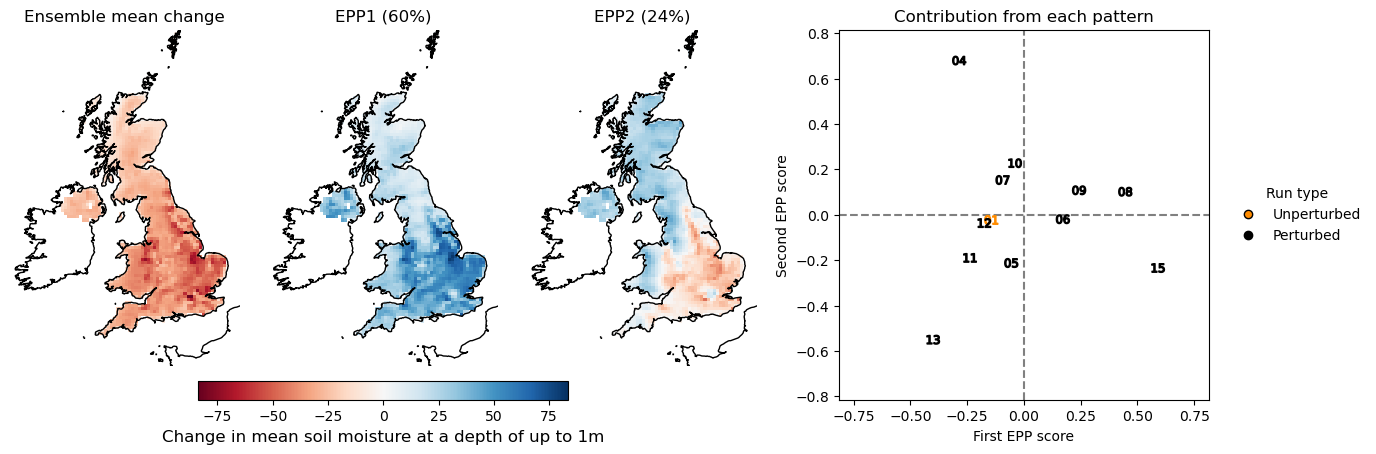 Ensemble mean change
EPP1 (60%)
EPP2 (24%)
−75 −50 −25 0 25 50 75
Change in mean soil moisture at a depth of up to 1m
Contribution from each pattern
Second EPP score
0.8
0.6
0.4
0.2
0.0
−0.2
−0.4
−0.6
−0.8
04
10
07
09
08
12
06
11
05
15
13
−0.75 −0.50 −0.25 0.00 0.25 0.50 0.75
First EPP score
Run type
Unperturbed
Perturbed